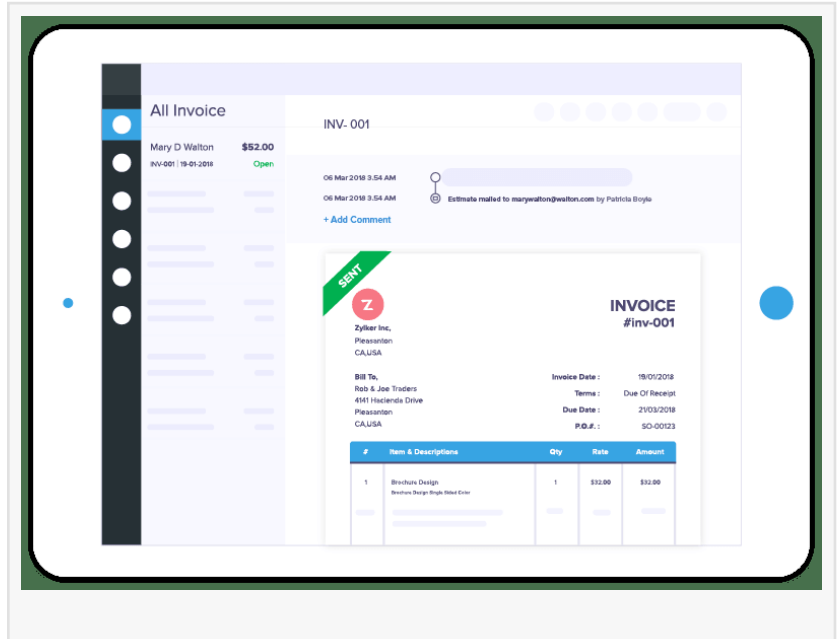 All Invoice
Mary D Walton $52.00
INV-001 | 19-01-2018 Open
INV- 001
06 Mar 2018 3.54 AM
06 Mar 2018 3.54 AM Estimate mailed to marywalton@walton.com by Patricia Boyle
+ Add Comment
SENT
Z
INVOICE
#inv-001
Zylker Inc,
Pleasanton
CA,USA
Bill To,
Rob & Joe Traders
4141 Hacienda Drive
Pleasanton
CA,USA
Invoice Date : 19/01/2018
Terms : Due Of Receipt
Due Date : 21/03/2018
P.O.#. : SO-00123
# Item & Descriptions Qty Rate Amount
1 Brochure Design 1 $32.00 $32.00
Brochure Design Single Sided Color